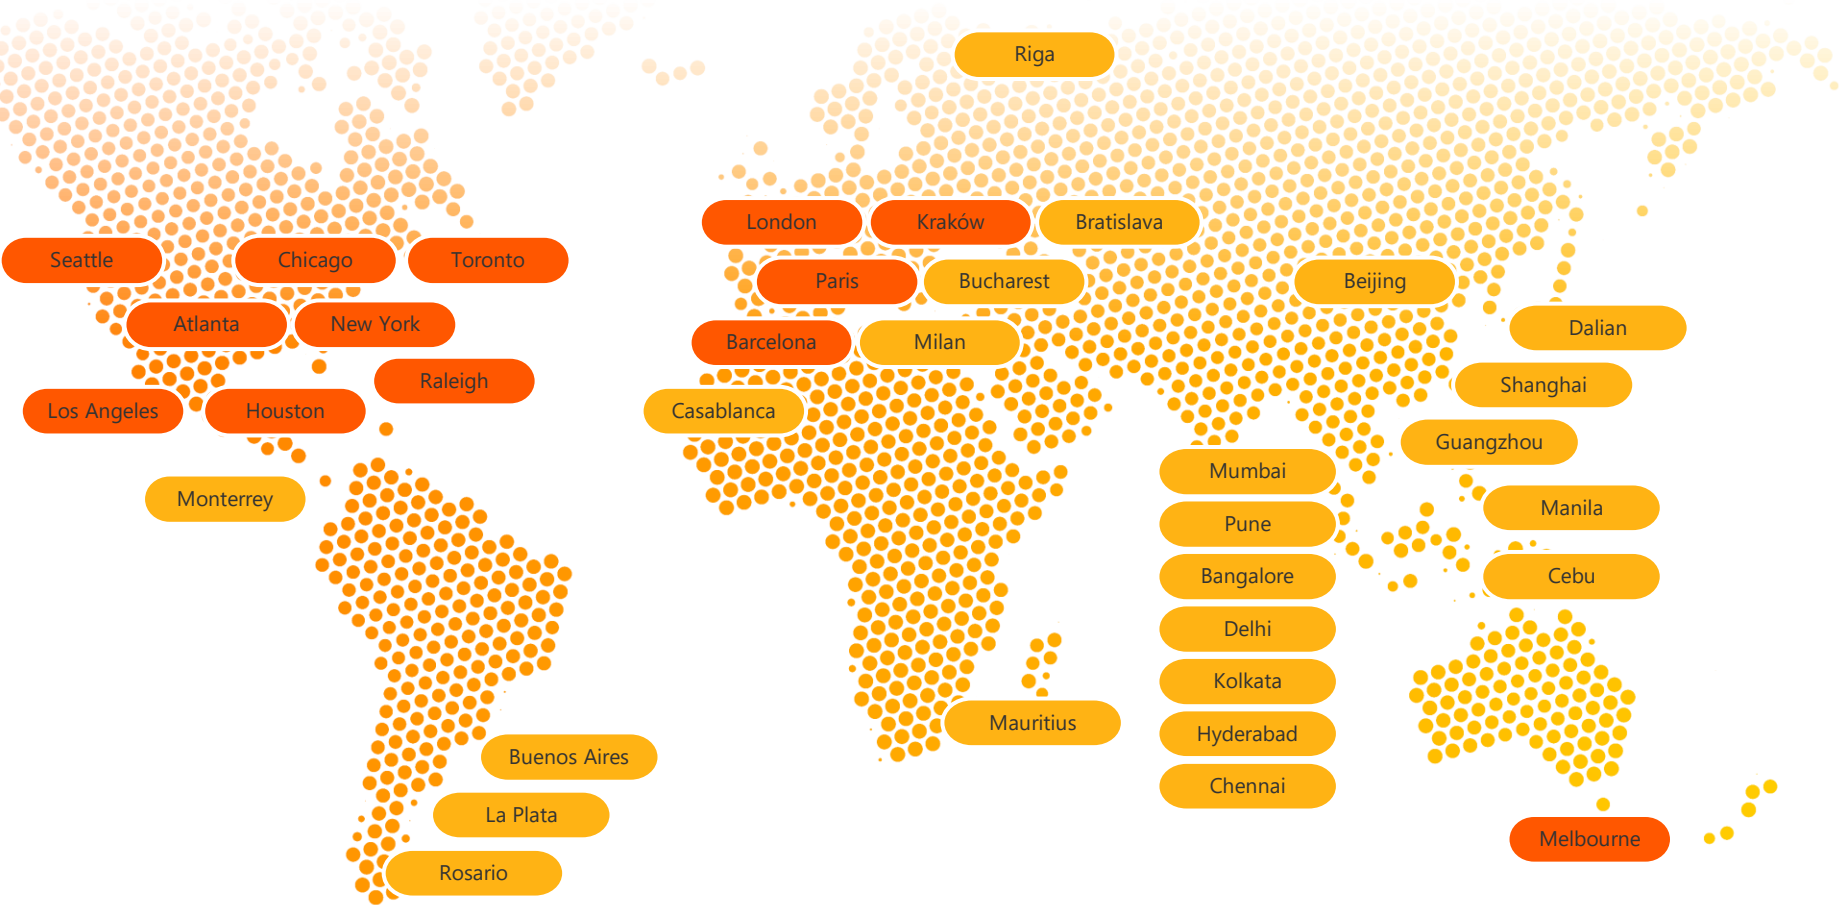 Riga
London
Kraków
Bratislava
Seattle
Chicago
Toronto
Paris
Bucharest
Beijing
Atlanta
New York
Dalian
Barcelona
Milan
Raleigh
Shanghai
Los Angeles
Houston
Casablanca
Guangzhou
Mumbai
Monterrey
Manila
Pune
Bangalore
Cebu
Delhi
Kolkata
Mauritius
Hyderabad
Buenos Aires
Chennai
La Plata
Melbourne
Rosario